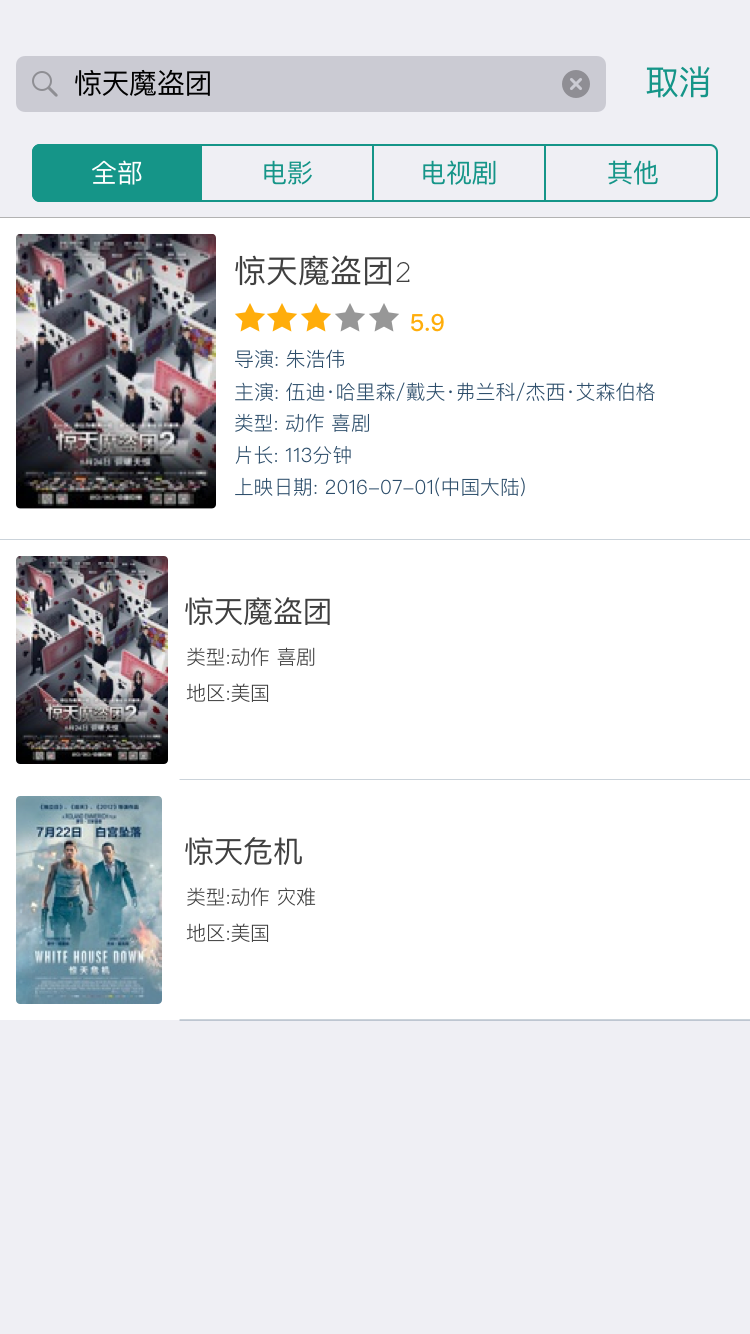 惊天魔盗团
取消
全部
电影
电视剧
其他
惊天魔盗团2
5.9
导演: 朱浩伟
主演: 伍迪·哈里森/戴夫·弗兰科/杰西·艾森伯格
类型: 动作 喜剧
片长: 113分钟
上映日期: 2016-07-01(中国大陆)
惊天魔盗团2
6月24日
惊天魔盗团
类型:动作 喜剧
地区:美国
惊天魔盗团2
6月24日
惊天危机
类型:动作 灾难
地区:美国
7月22日 白宫坠落
WHITE HOUSE DOWN
惊天危机